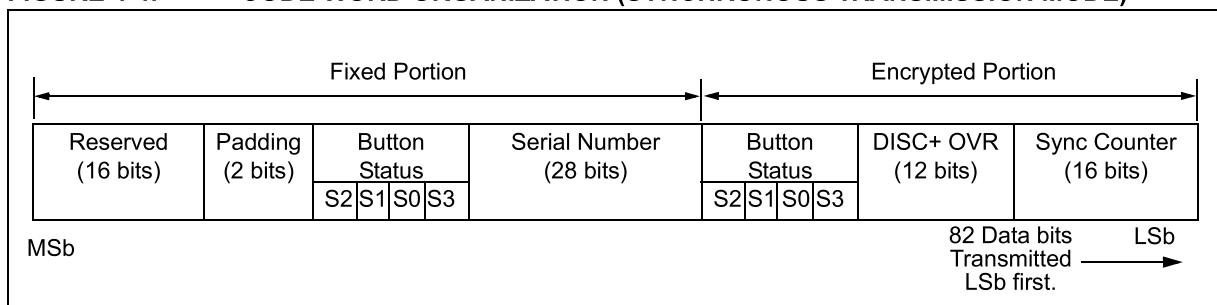 FIGURE 4-4: CODE WORD ORGANIZATION (SYNCHRONOUS TRANSMISSION MODE)
Fixed Portion Encrypted Portion
Reserved Padding Button Serial Number Button DISC+ OVR Sync Counter
(16 bits) (2 bits) Status (28 bits) Status (12 bits) (16 bits)
S2 S1 S0 S3 S2 S1 S0 S3
MSb 82 Data bits LSb
Transmitted
LSb first.